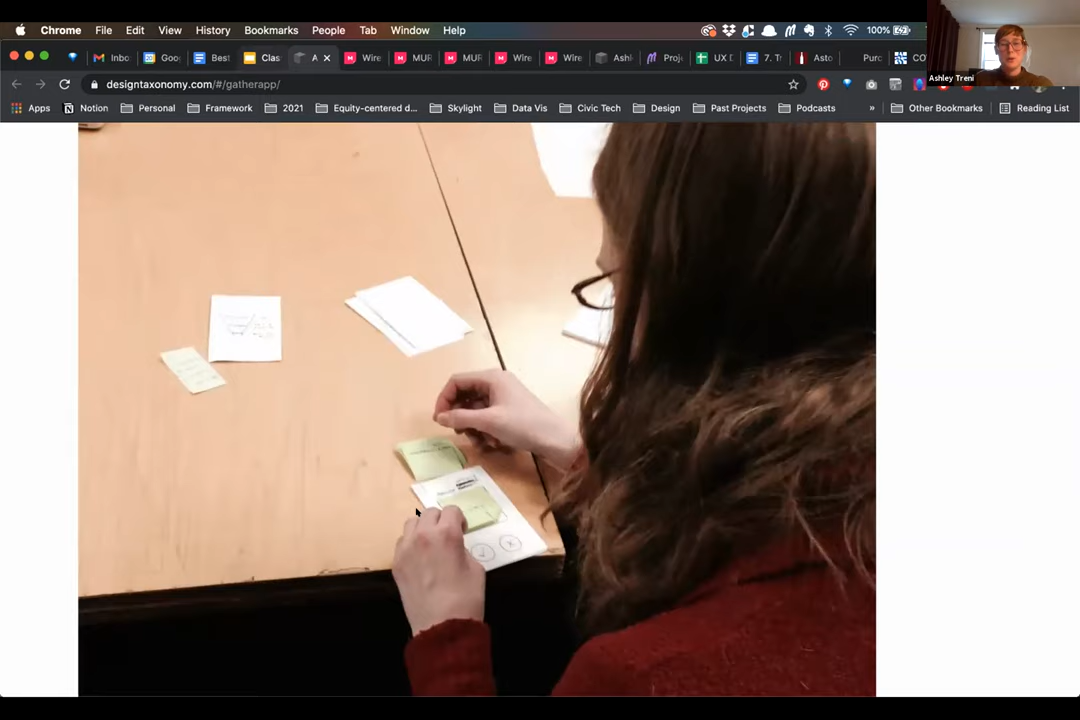 Chrome File Edit View History Bookmarks People Tab Window Help 100%
Inbo Goo Best Clas A Wire MUR MUR Wire Wire Ashl Proj UX D 7. Tr Asto Purc CO
designtaxonomy.com/#/gatherapp/
Apps Notion Personal Framework 2021 Equity-centered d... Skylight Data Vis Civic Tech Design Past Projects Podcasts » Other Bookmarks Reading List
Ashley Treni